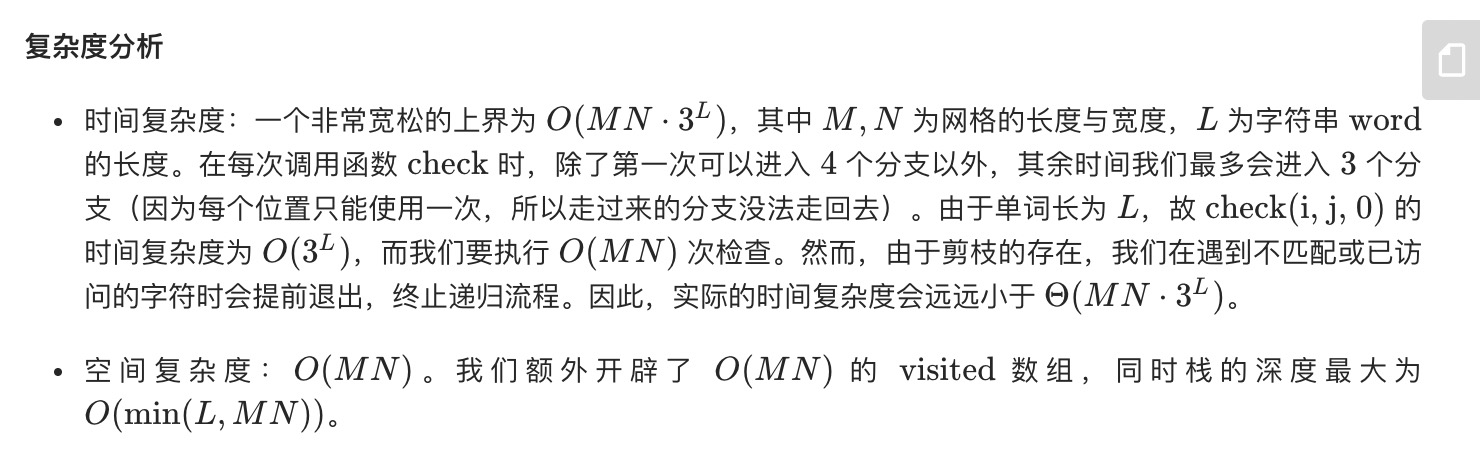 复杂度分析
• 时间复杂度：一个非常宽松的上界为 O(MN · 3^L)，其中 M, N 为网格的长度与宽度，L 为字符串 word
的长度。在每次调用函数 check 时，除了第一次可以进入 4 个分支以外，其余时间我们最多会进入 3 个分
支（因为每个位置只能使用一次，所以走过来的分支没法走回去）。由于单词长为 L，故 check(i, j, 0) 的
时间复杂度为 O(3^L)，而我们要执行 O(MN) 次检查。然而，由于剪枝的存在，我们在遇到不匹配或已访
问的字符时会提前退出，终止递归流程。因此，实际的时间复杂度会远远小于 Θ(MN · 3^L)。
• 空间复杂度：O(MN)。我们额外开辟了 O(MN) 的 visited 数组，同时栈的深度最大为
O(min(L, MN))。